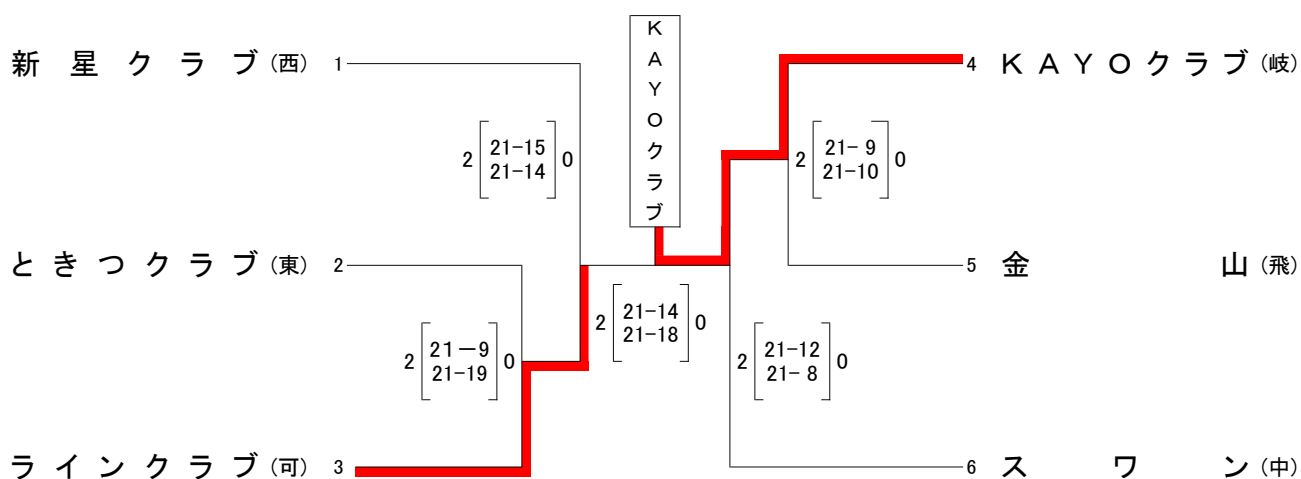 新星クラブ(西) 1
ときつクラブ(東) 2
ラインクラブ(可) 3
2 [21-15 21-14] 0
2 [21-9 21-19] 0
KAYOクラブ
2 [21-14 21-18] 0
2 [21- 9 21-10] 0
2 [21-12 21- 8] 0
4 KAYOクラブ(岐)
5 金山(飛)
6 スワン(中)